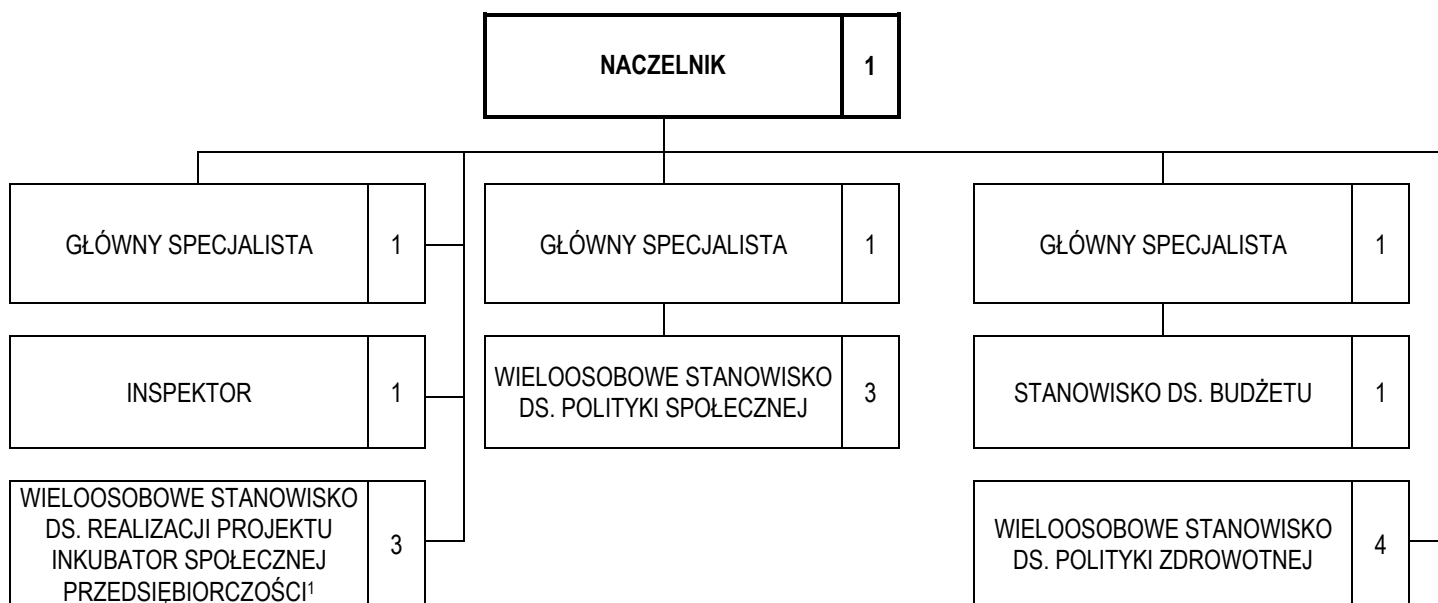 NACZELNIK
1
GŁÓWNY SPECJALISTA
1
GŁÓWNY SPECJALISTA
1
GŁÓWNY SPECJALISTA
1
INSPEKTOR
1
WIELOOSOBOWE STANOWISKO
DS. POLITYKI SPOŁECZNEJ
3
STANOWISKO DS. BUDŻETU
1
WIELOOSOBOWE STANOWISKO
DS. REALIZACJI PROJEKTU
INKUBATOR SPOŁECZNEJ
PRZEDSIĘBIORCZOŚCI¹
3
WIELOOSOBOWE STANOWISKO
DS. POLITYKI ZDROWOTNEJ
4